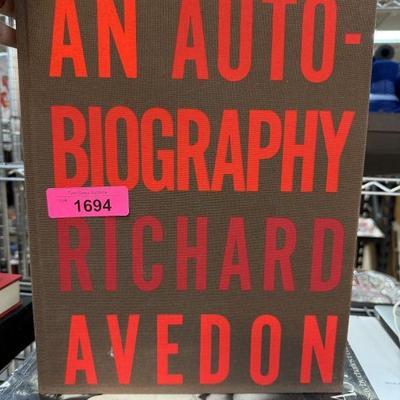 AN AUTO-
BIOGRAPHY
1694
RICHARD
AVEDON